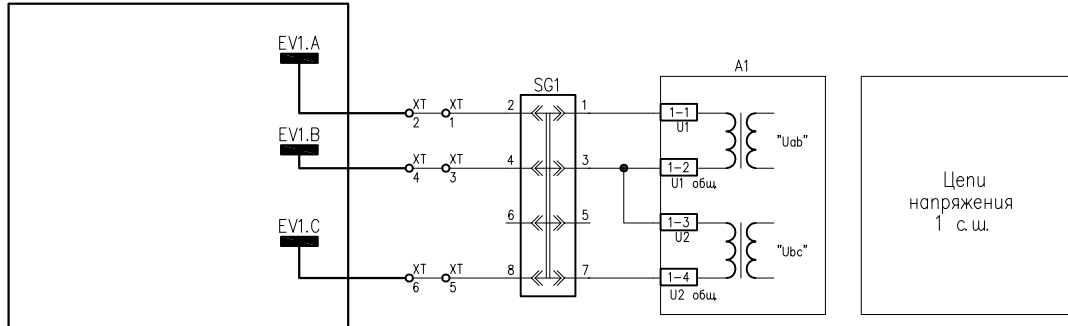 A1
EV1.A
SG1
XT XT 2 1 1-1
2 1 U1
"Uab"
EV1.B
XT XT 4 3 1-2
4 3 U1 общ.
6 5 1-3
U2
EV1.C
"Ubc"
XT XT 8 7 1-4
6 5 U2 общ.
Цепи
напряжения
1 с.ш.